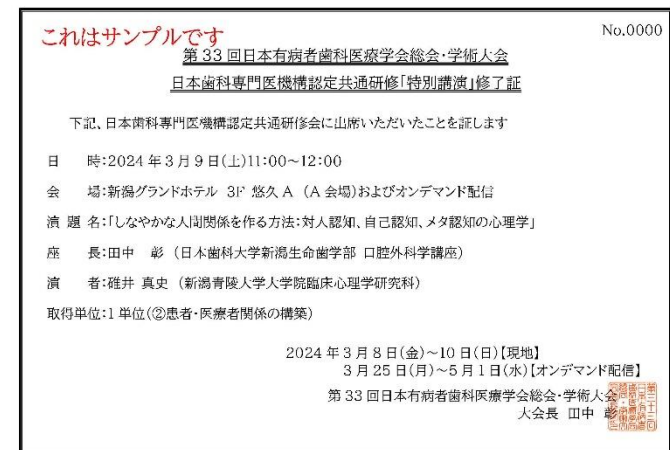 これはサンプルです
No.0000
第33回日本有病者歯科医療学会総会・学術大会
日本歯科専門医機構認定共通研修「特別講演」修了証
下記、日本歯科専門医機構認定共通研修会に出席いただいたことを証します
日　　時:2024年3月9日(土)11:00～12:00
会　　場:新潟グランドホテル 3F 悠久A （A会場）およびオンデマンド配信
演 題 名:「しなやかな人間関係を作る方法:対人認知、自己認知、メタ認知の心理学」
座　　長:田中　彰 （日本歯科大学新潟生命歯学部 口腔外科学講座）
演　　者:碓井 真史 （新潟青陵大学大学院臨床心理学研究科）
取得単位:1単位(②患者・医療者関係の構築)
2024年3月8日(金)～10日(日)【現地】
3月25日(月)～5月1日(水)【オンデマンド配信】
第33回日本有病者歯科医療学会総会・学術大会
大会長 田中 彰